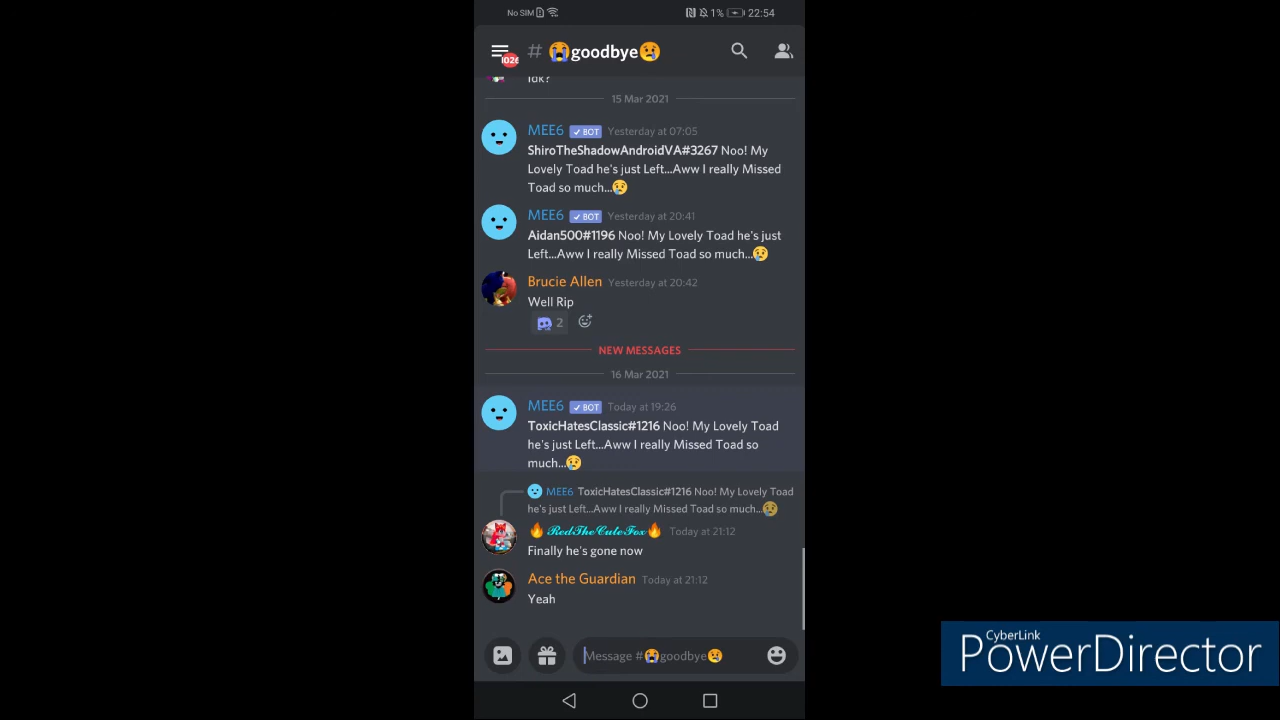 No SIM 1% 22:54
# 😭goodbye😢
1026
Idk?
15 Mar 2021
MEE6 ✔BOT Yesterday at 07:05
ShiroTheShadowAndroidVA#3267 Noo! My
Lovely Toad he's just Left...Aww I really Missed
Toad so much...😢
MEE6 ✔BOT Yesterday at 20:41
Aidan500#1196 Noo! My Lovely Toad he's just
Left...Aww I really Missed Toad so much...😢
Brucie Allen Yesterday at 20:42
Well Rip
2
NEW MESSAGES
16 Mar 2021
MEE6 ✔BOT Today at 19:26
ToxicHatesClassic#1216 Noo! My Lovely Toad
he's just Left...Aww I really Missed Toad so
much...😢
MEE6 ToxicHatesClassic#1216 Noo! My Lovely Toad
he's just Left...Aww I really Missed Toad so much...😢
🔥𝓡𝓮𝓭𝓣𝓱𝓮𝓒𝓾𝓽𝓮𝓕𝓸𝔁🔥 Today at 21:12
Finally he's gone now
Ace the Guardian Today at 21:12
Yeah
Message #😭goodbye😢
CyberLink
PowerDirector